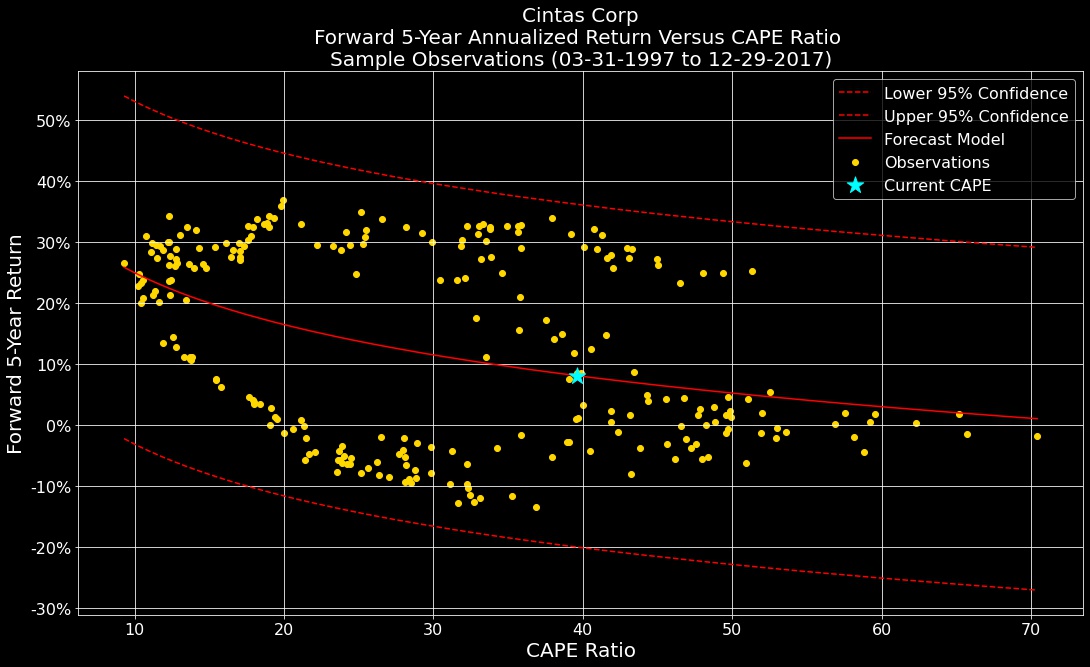 Cintas Corp
Forward 5-Year Annualized Return Versus CAPE Ratio
Sample Observations (03-31-1997 to 12-29-2017)
Lower 95% Confidence
Upper 95% Confidence
Forecast Model
Observations
Current CAPE
Forward 5-Year Return
50%
40%
30%
20%
10%
0%
-10%
-20%
-30%
10 20 30 40 50 60 70
CAPE Ratio